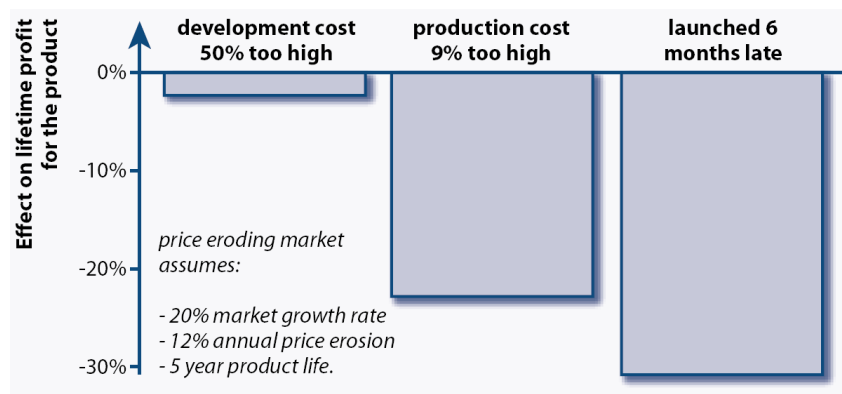 Effect on lifetime profit
for the product
development cost
50% too high
production cost
9% too high
launched 6
months late
0%
-10%
-20%
-30%
price eroding market
assumes:
- 20% market growth rate
- 12% annual price erosion
- 5 year product life.